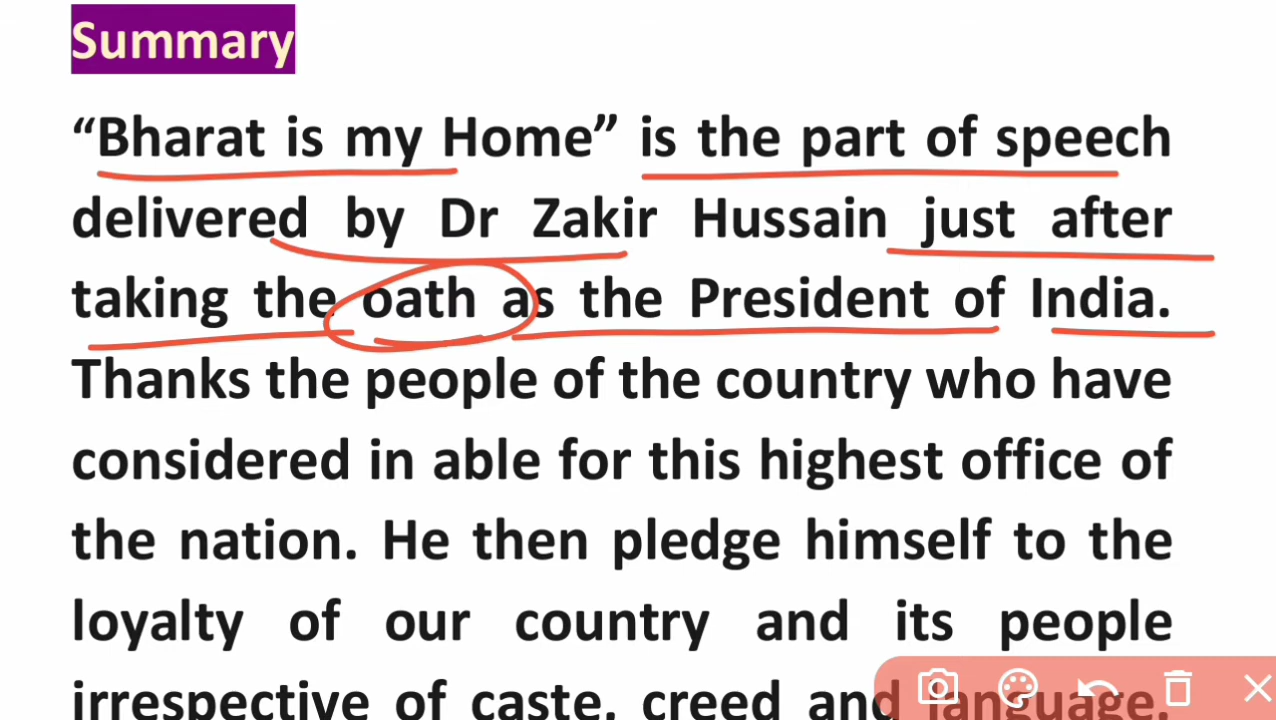 Summary
“Bharat is my Home” is the part of speech
delivered by Dr Zakir Hussain just after
taking the oath as the President of India.
Thanks the people of the country who have
considered in able for this highest office of
the nation. He then pledge himself to the
loyalty of our country and its people
irrespective of caste, creed and language.